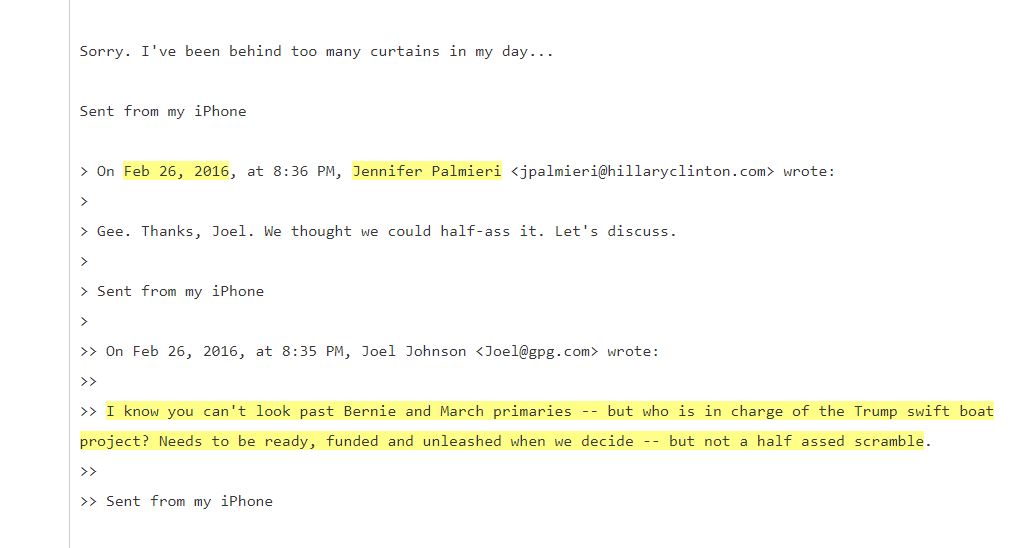 Sorry. I've been behind too many curtains in my day...
Sent from my iPhone
> On Feb 26, 2016, at 8:36 PM, Jennifer Palmieri <jpalmieri@hillaryclinton.com> wrote:
>
> Gee. Thanks, Joel. We thought we could half-ass it. Let's discuss.
>
> Sent from my iPhone
>
>> On Feb 26, 2016, at 8:35 PM, Joel Johnson <Joel@gpg.com> wrote:
>>
>> I know you can't look past Bernie and March primaries -- but who is in charge of the Trump swift boat
project? Needs to be ready, funded and unleashed when we decide -- but not a half assed scramble.
>>
>> Sent from my iPhone